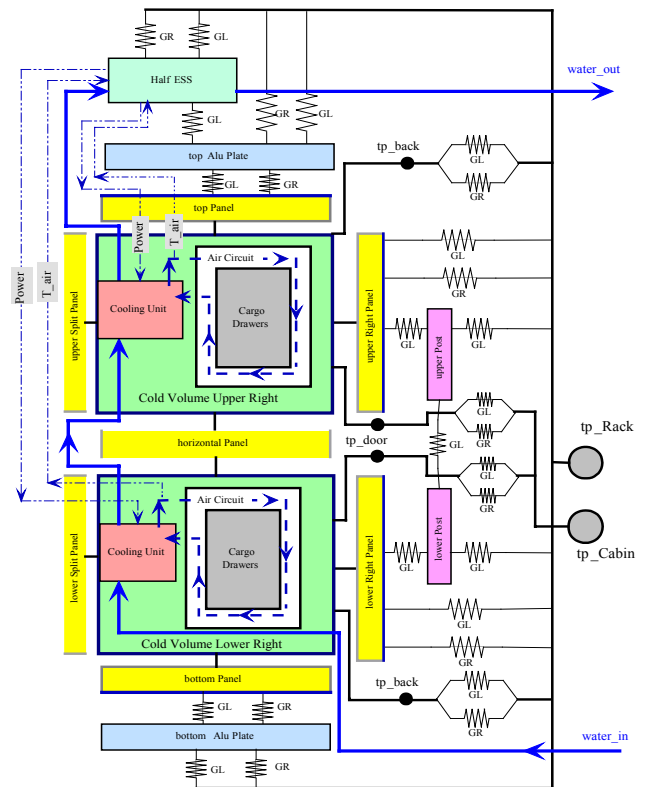 GR
GL
Half ESS
water_out
GL
GR
GL
tp_back
GL
top Alu Plate
GR
GL
GR
top Panel
Power
T_air
Air Circuit
GL
GR
Power
T_air
upper Split Panel
Cooling Unit
Cargo
Drawers
upper Right Panel
GL
upper Post
GL
Cold Volume Upper Right
GL
tp_Rack
tp_door
GL
GR
horizontal Panel
GL
GR
Air Circuit
lower Split Panel
Cooling Unit
Cargo
Drawers
lower Right Panel
GL
lower Post
GL
tp_Cabin
GL
Cold Volume Lower Right
GR
bottom Panel
tp_back
GL
GL
GR
GR
bottom Alu Plate
water_in
GL
GR